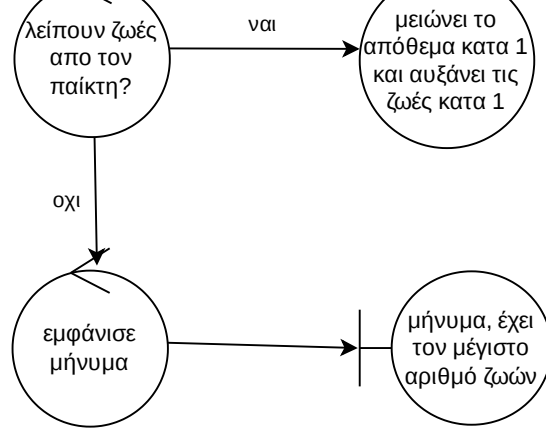 λείπουν ζωές
απο τον
παίκτη?
ναι
μειώνει το
απόθεμα κατα 1
και αυξάνει τις
ζωές κατα 1
οχι
εμφάνισε
μήνυμα
μήνυμα, έχει
τον μέγιστο
αριθμό ζωών